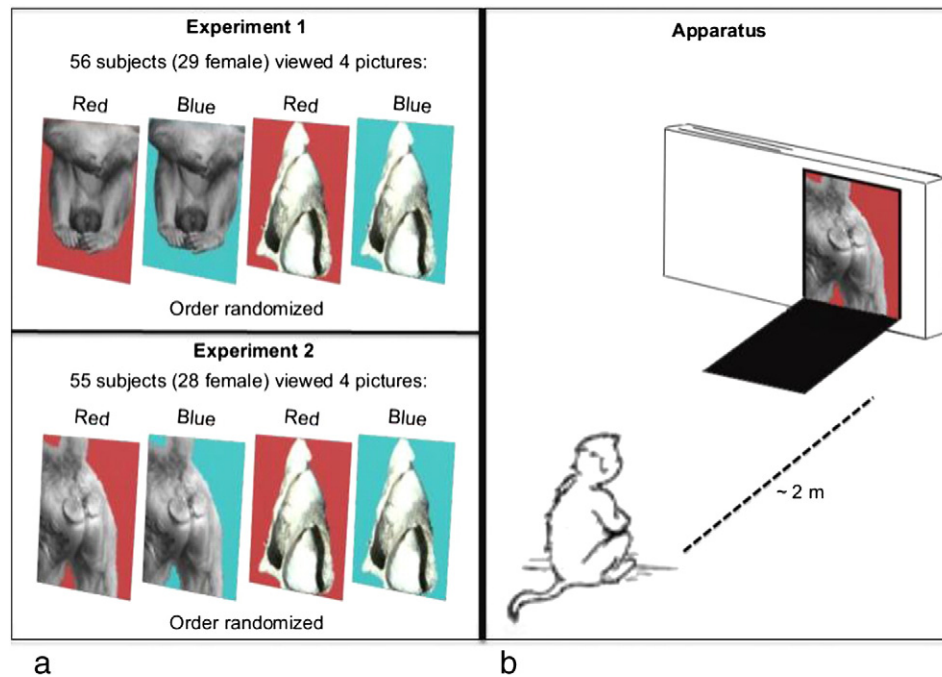 Experiment 1
56 subjects (29 female) viewed 4 pictures:
Red Blue Red Blue
Order randomized
Experiment 2
55 subjects (28 female) viewed 4 pictures:
Red Blue Red Blue
Order randomized
a
Apparatus
~ 2 m
b